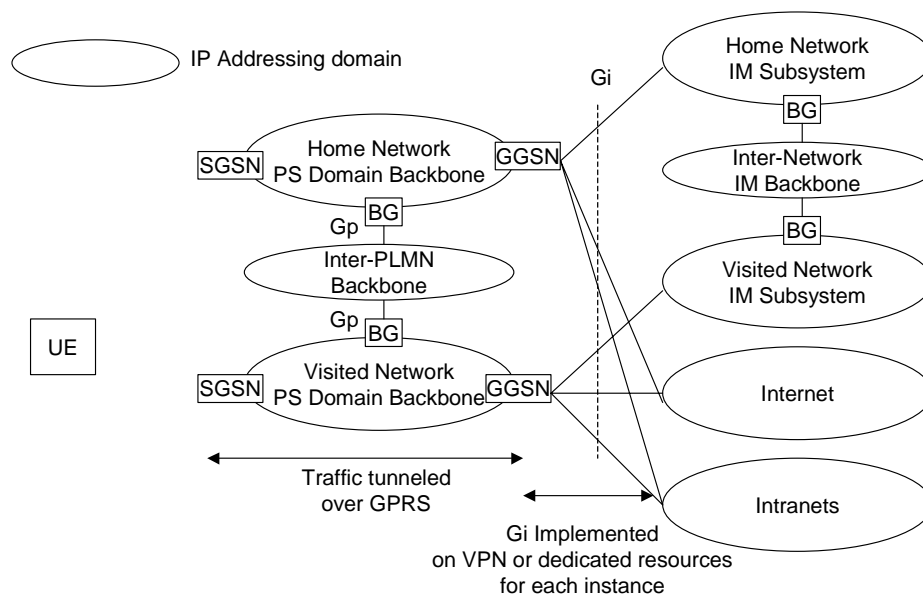 IP Addressing domain
Home Network
IM Subsystem
Gi
BG
SGSN
Home Network
PS Domain Backbone
GGSN
Inter-Network
IM Backbone
BG
Gp
BG
Inter-PLMN
Backbone
Visited Network
IM Subsystem
Gp
BG
UE
SGSN
Visited Network
PS Domain Backbone
GGSN
Internet
Traffic tunneled
over GPRS
Intranets
Gi Implemented
on VPN or dedicated resources
for each instance